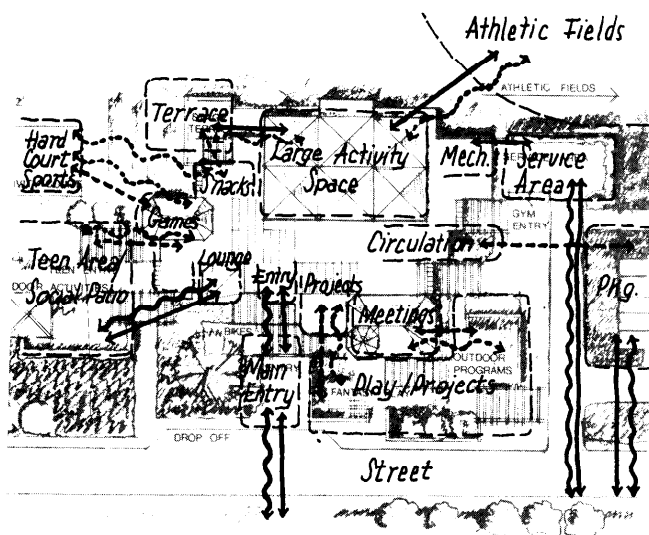 Athletic Fields
ATHLETIC FIELDS
Terrace
Hard
Court
Sports
Large Activity
Space
Mech.
Service
Area
Snacks
Games
GYM
ENTRY
Circulation
Teen Area/
Social Patio
Lounge
Entry
Projects
Pkg.
Meetings
BIKES
Main
Entry
OUTDOOR
PROGRAMS
Play/Projects
DROP OFF
Street